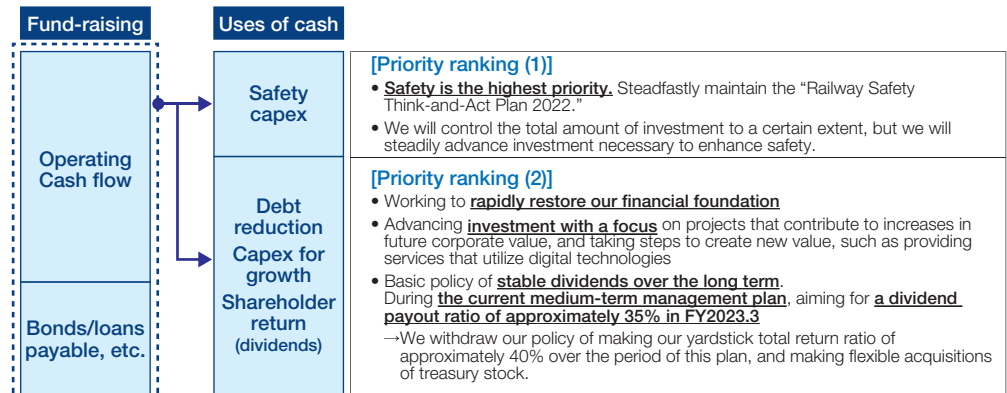 Fund-raising
Uses of cash
Operating
Cash flow
Bonds/loans
payable, etc.
Safety
capex
Debt
reduction
Capex for
growth
Shareholder
return
(dividends)
[Priority ranking (1)]
• Safety is the highest priority. Steadfastly maintain the “Railway Safety
Think-and-Act Plan 2022.”
• We will control the total amount of investment to a certain extent, but we will
steadily advance investment necessary to enhance safety.
[Priority ranking (2)]
• Working to rapidly restore our financial foundation
• Advancing investment with a focus on projects that contribute to increases in
future corporate value, and taking steps to create new value, such as providing
services that utilize digital technologies
• Basic policy of stable dividends over the long term.
During the current medium-term management plan, aiming for a dividend
payout ratio of approximately 35% in FY2023.3
→We withdraw our policy of making our yardstick total return ratio of
approximately 40% over the period of this plan, and making flexible acquisitions
of treasury stock.